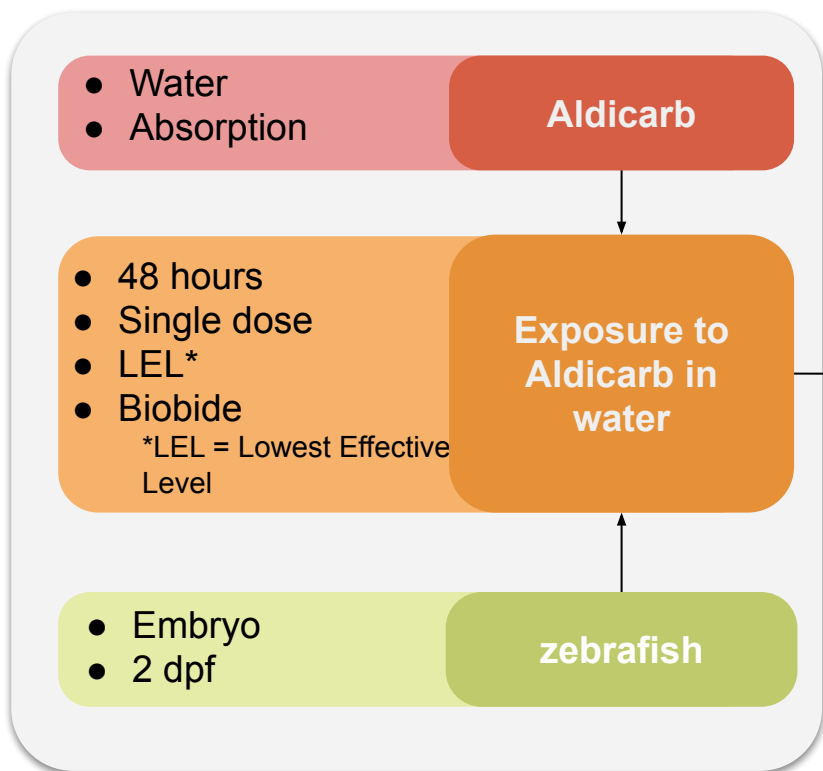 ● Water
● Absorption
Aldicarb
● 48 hours
● Single dose
● LEL*
● Biobide
*LEL = Lowest Effective
Level
Exposure to
Aldicarb in
water
● Embryo
● 2 dpf
zebrafish